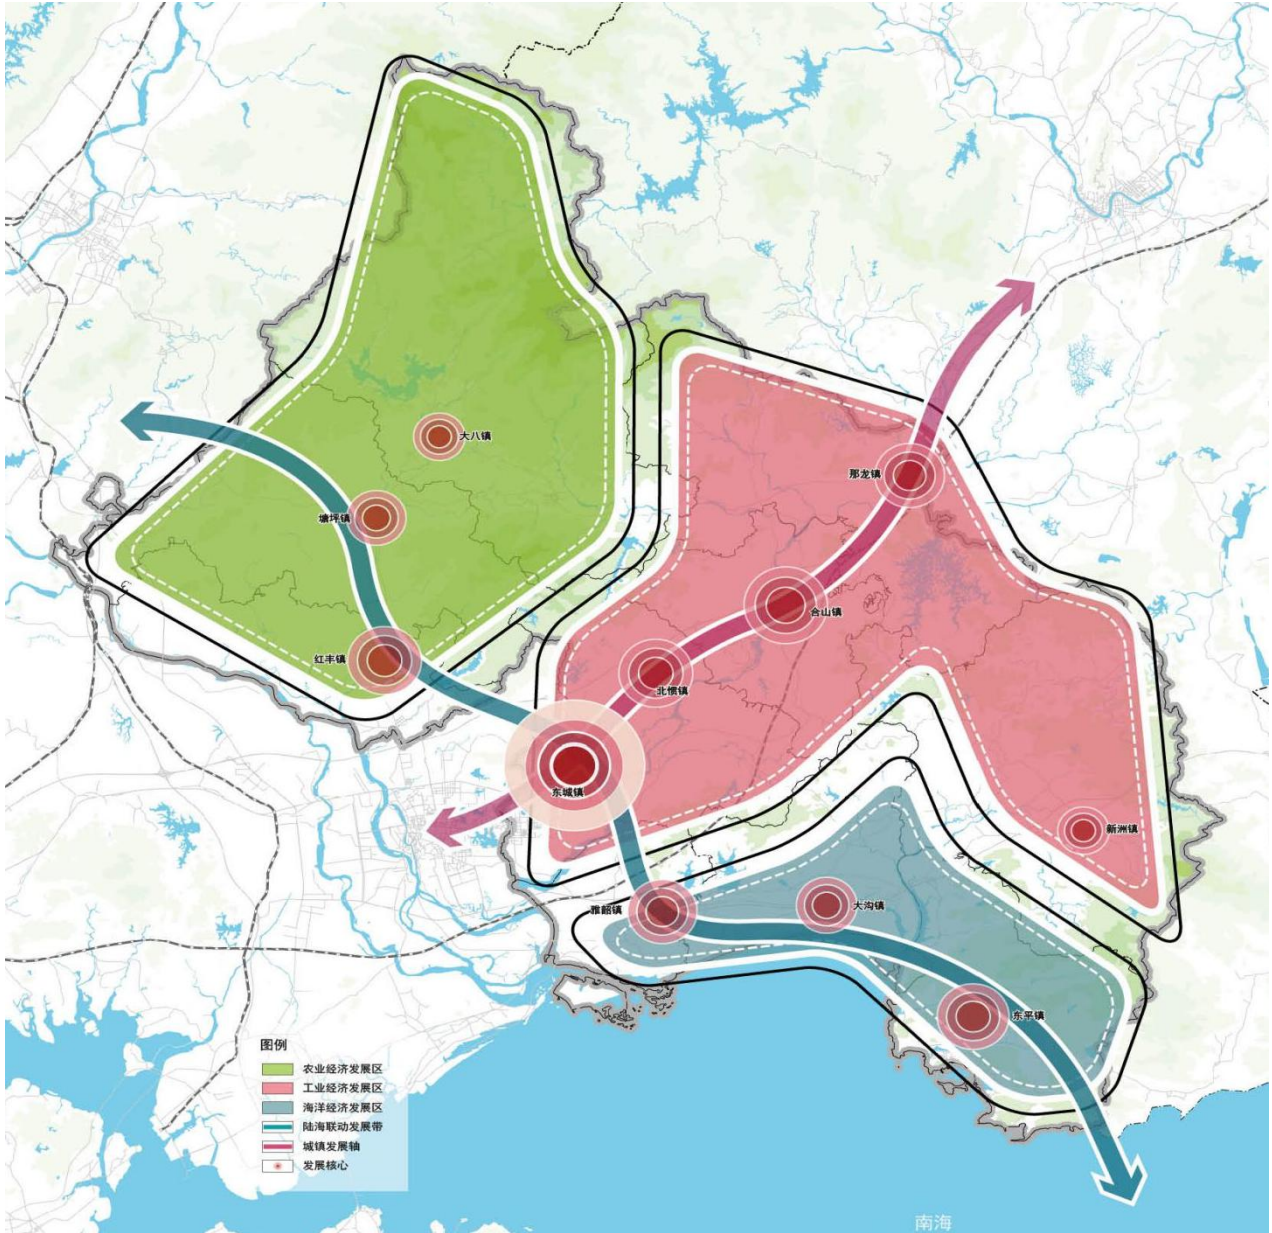 大八镇
那龙镇
塘坪镇
合山镇
红丰镇
北惯镇
东城镇
新洲镇
雅韶镇
大沟镇
东平镇
图例
农业经济发展区
工业经济发展区
海洋经济发展区
陆海联动发展带
城镇发展轴
发展核心
南海